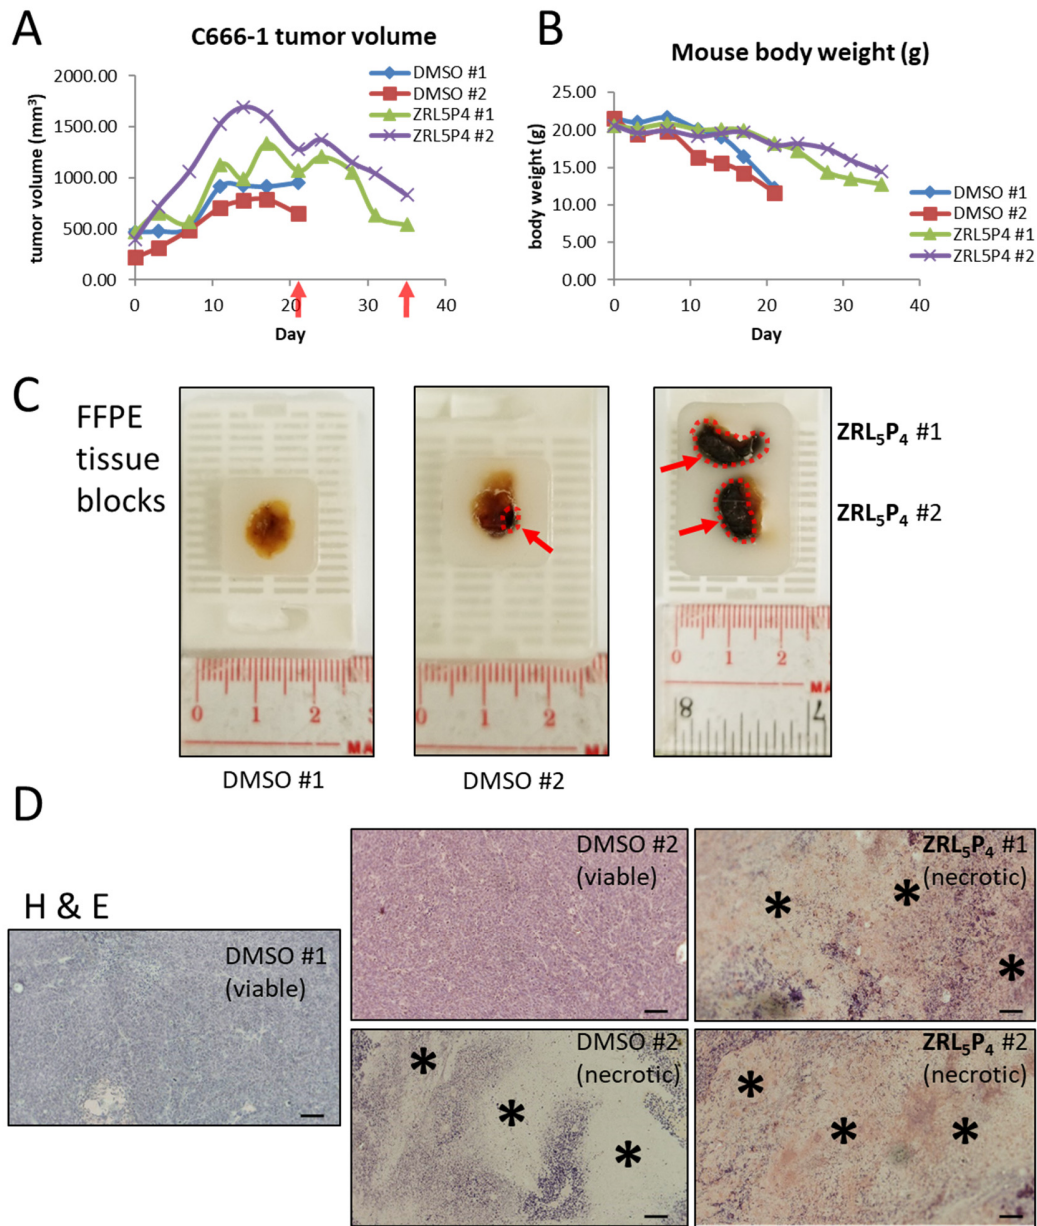 A
C666-1 tumor volume
tumor volume (mm³)
2000.00
1500.00
1000.00
500.00
0.00
0
10
20
30
40
Day
DMSO #1
DMSO #2
ZRL5P4 #1
ZRL5P4 #2
B
Mouse body weight (g)
body weight (g)
25.00
20.00
15.00
10.00
5.00
0.00
0
10
20
30
40
Day
DMSO #1
DMSO #2
ZRL5P4 #1
ZRL5P4 #2
C
FFPE
tissue
blocks
0 1 2
MA
DMSO #1
0 1 2
MA
DMSO #2
ZRL₅P₄ #1
ZRL₅P₄ #2
0 1 2
MA
8 7
D
H & E
DMSO #1
(viable)
DMSO #2
(viable)
ZRL₅P₄ #1
(necrotic)
* * *
DMSO #2
(necrotic)
* * *
ZRL₅P₄ #2
(necrotic)
* * *